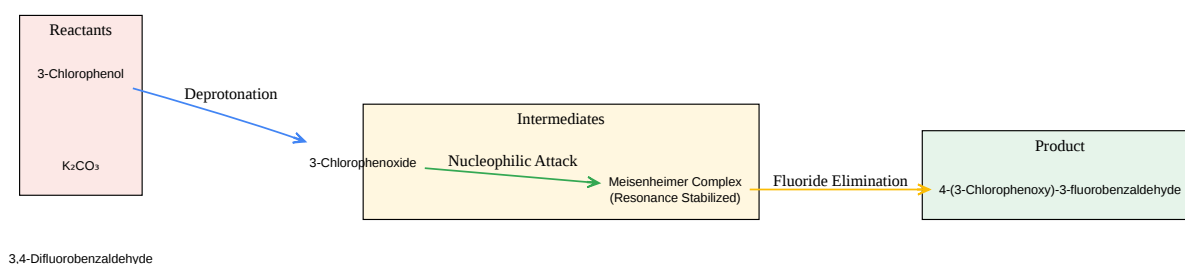 Reactants
3-Chlorophenol
K₂CO₃
3,4-Difluorobenzaldehyde
Deprotonation
Intermediates
3-Chlorophenoxide
Nucleophilic Attack
Meisenheimer Complex
(Resonance Stabilized)
Fluoride Elimination
Product
4-(3-Chlorophenoxy)-3-fluorobenzaldehyde